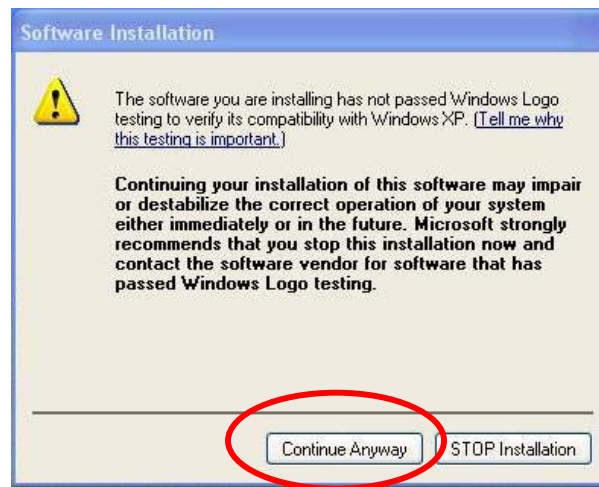 Software Installation
The software you are installing has not passed Windows Logo
testing to verify its compatibility with Windows XP. (Tell me why
this testing is important.)
Continuing your installation of this software may impair
or destabilize the correct operation of your system
either immediately or in the future. Microsoft strongly
recommends that you stop this installation now and
contact the software vendor for software that has
passed Windows Logo testing.
Continue Anyway
STOP Installation